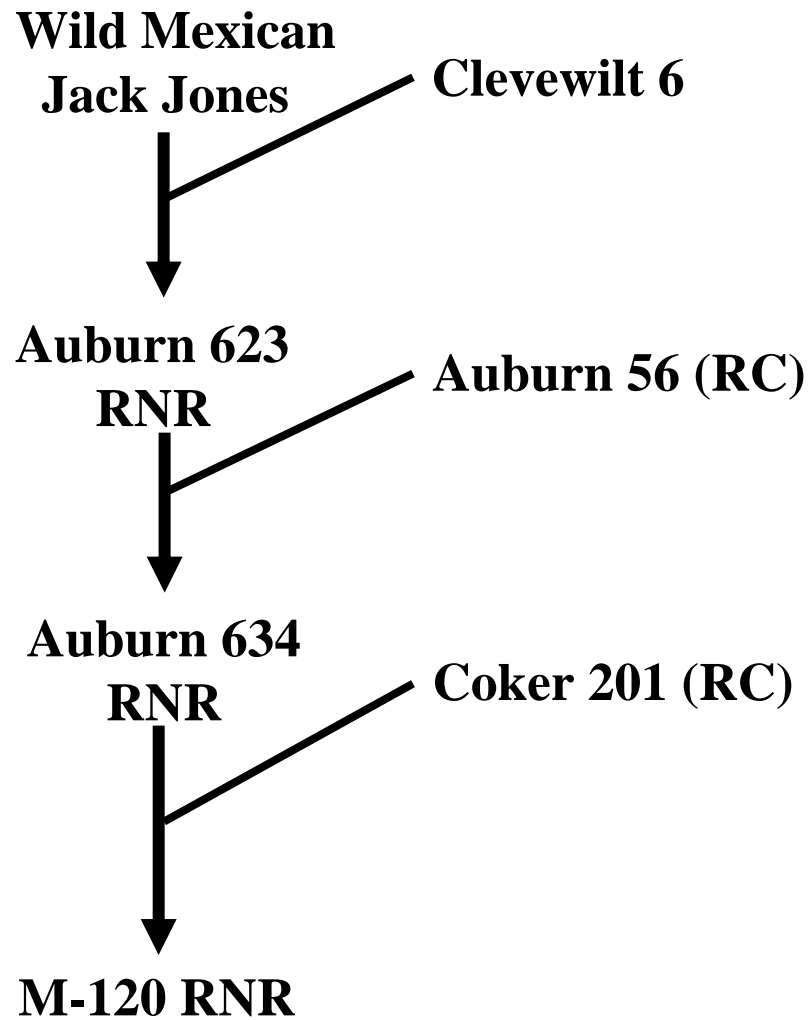 Wild Mexican
Jack Jones
Clevewilt 6
Auburn 623
RNR
Auburn 56 (RC)
Auburn 634
RNR
Coker 201 (RC)
M-120 RNR